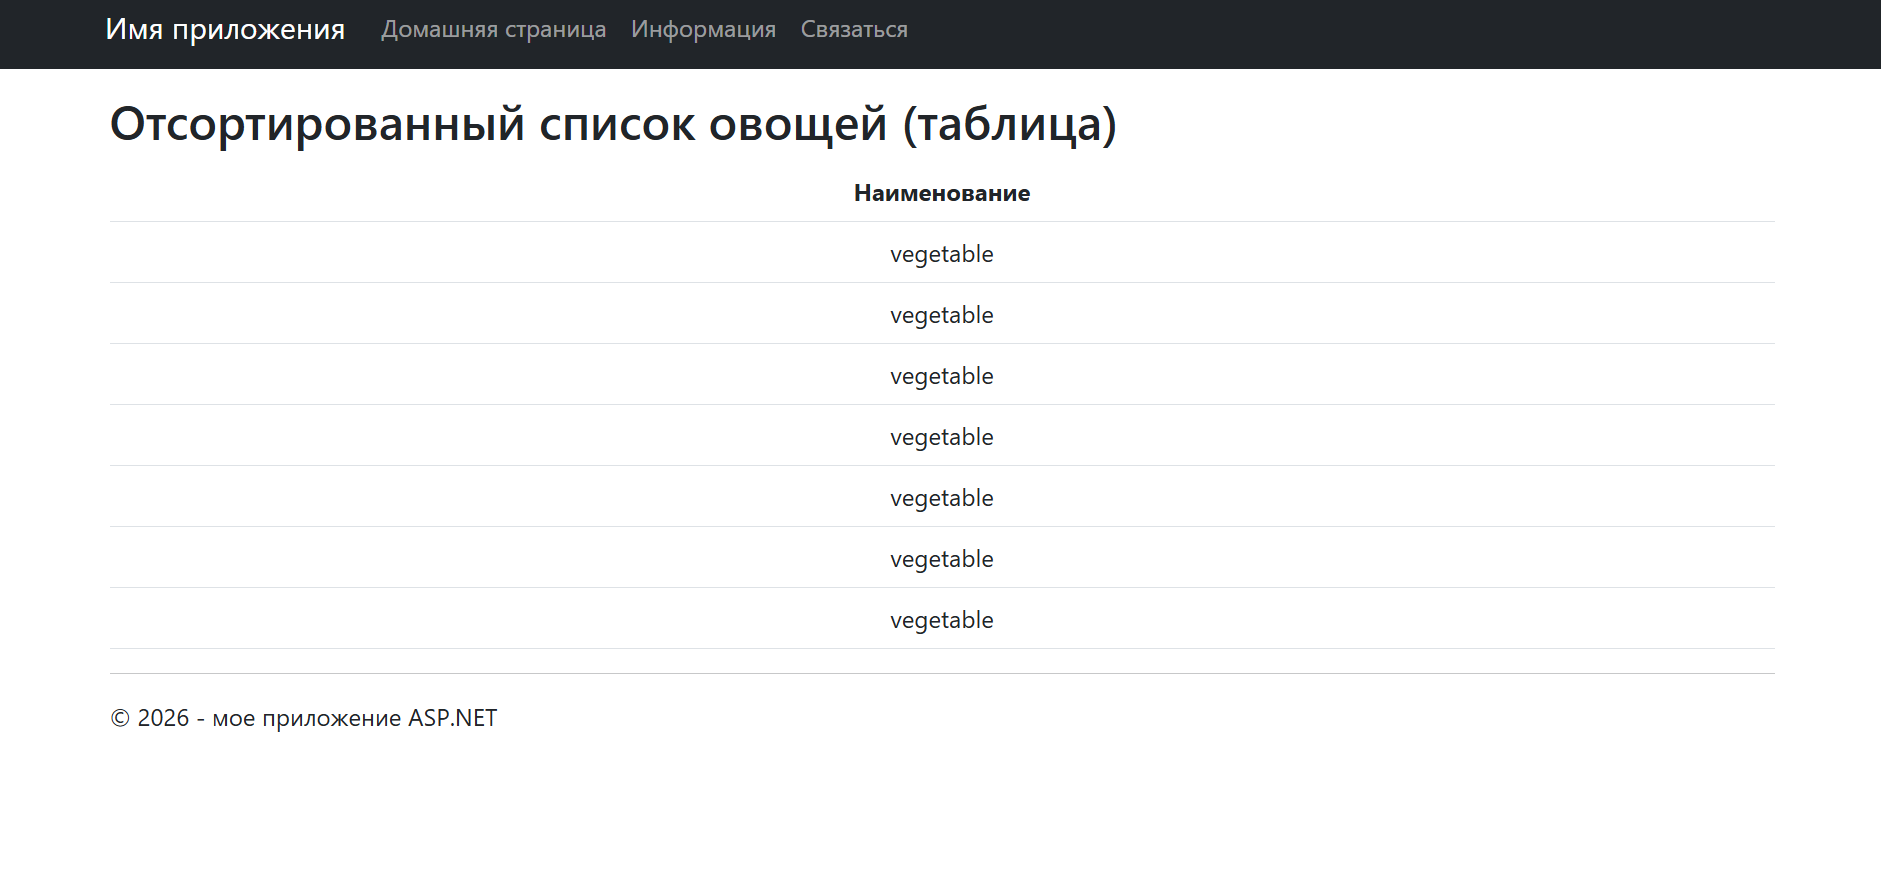 Имя приложения Домашняя страница Информация Связаться
Отсортированный список овощей (таблица)
Наименование
vegetable
vegetable
vegetable
vegetable
vegetable
vegetable
vegetable
© 2026 - мое приложение ASP.NET